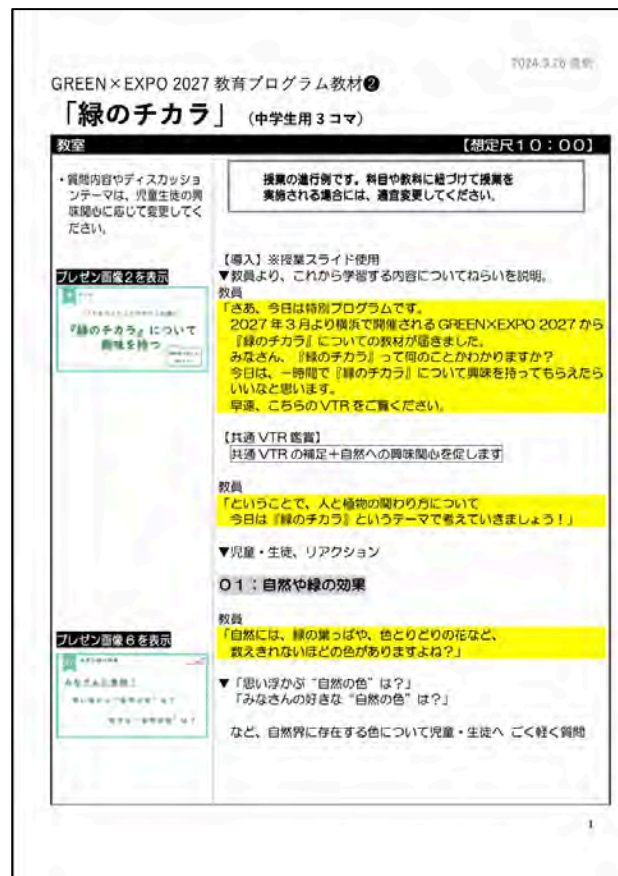 2024.3.26 更新
GREEN×EXPO 2027 教育プログラム教材❷
「緑のチカラ」（中学生用３コマ）
教室　【想定尺１０：００】
・質問内容やディスカッションテーマは、児童生徒の興味関心に応じて変更してください。
授業の進行例です。科目や教科に紐づけて授業を
実施される場合には、適宜変更してください。
【導入】※授業スライド使用
プレゼン画像２を表示
▼教員より、これから学習する内容についてねらいを説明。
教員
『緑のチカラ』について
興味を持つ
「さあ、今日は特別プログラムです。
2027年３月より横浜で開催されるGREEN×EXPO 2027から
『緑のチカラ』についての教材が届きました。
みなさん、『緑のチカラ』って何のことかわかりますか？
今日は、一時間で『緑のチカラ』について興味を持ってもらえたら
いいなと思います。
早速、こちらのVTRをご覧ください。
【共通VTR鑑賞】
共通VTRの補足＋自然への興味関心を促します
教員
「ということで、人と植物の関わり方について
今日は『緑のチカラ』というテーマで考えていきましょう！」
▼児童・生徒、リアクション
０１：自然や緑の効果
教員
プレゼン画像６を表示
「自然には、緑の葉っぱや、色とりどりの花など、
数えきれないほどの色がありますよね？」
▼「思い浮かぶ“自然の色”は？」
「みなさんの好きな“自然の色”は？」
など、自然界に存在する色について児童・生徒へ ごく軽く質問
1